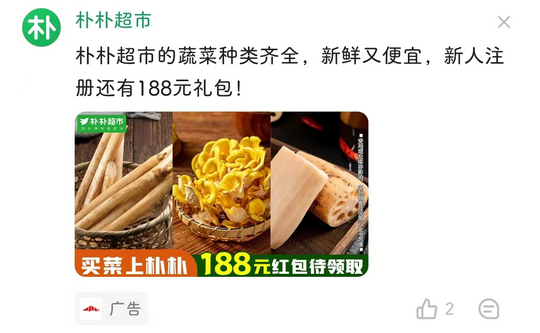 朴
朴朴超市
朴朴超市的蔬菜种类齐全，新鲜又便宜，新人注
册还有188元礼包！
朴朴超市
买菜上朴朴
188元红包待领取
广告
2